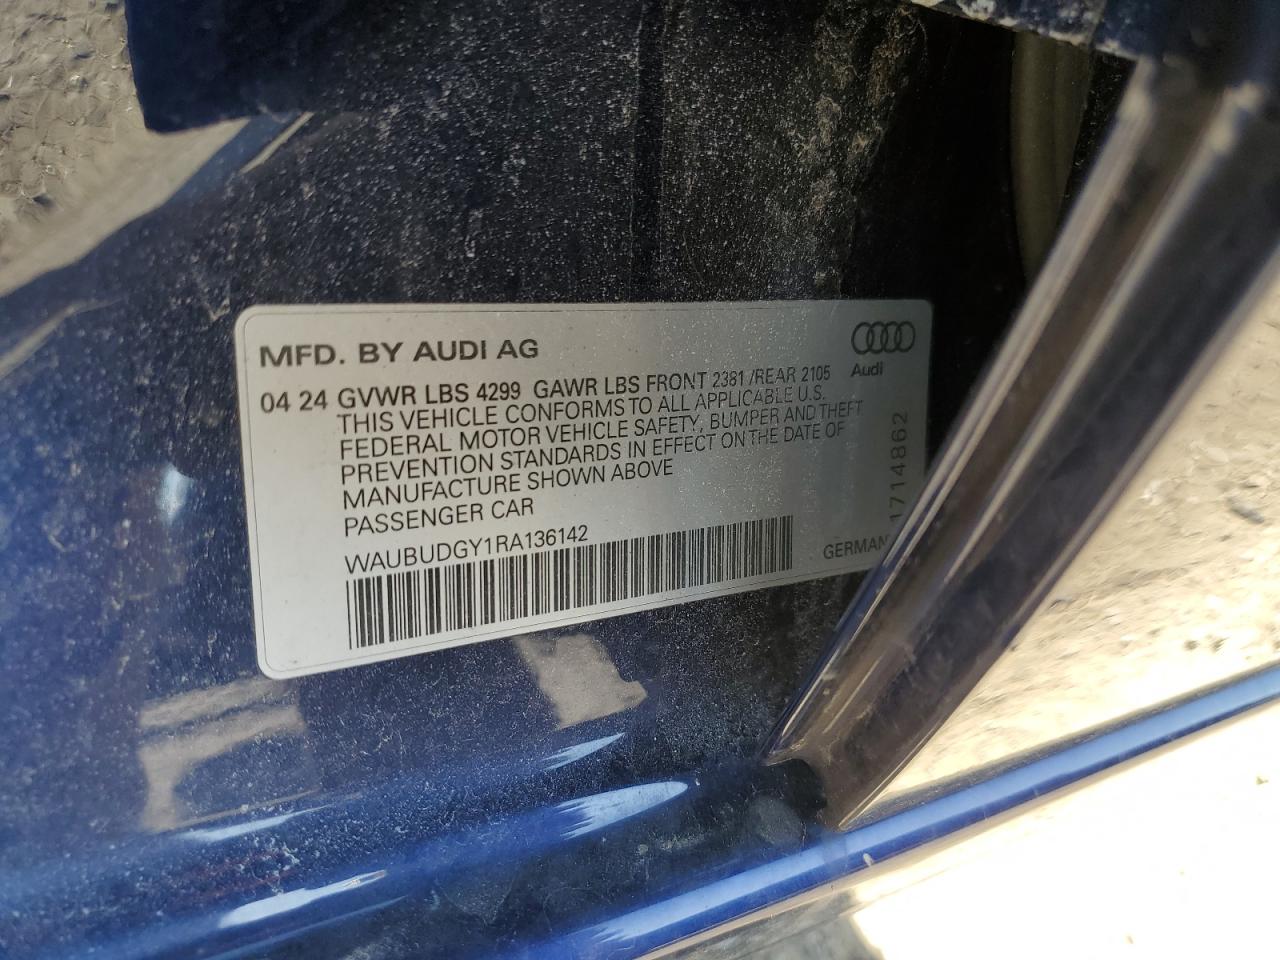 MFD. BY AUDI AG
Audi
04 24 GVWR LBS 4299 GAWR LBS FRONT 2381 /REAR 2105
THIS VEHICLE CONFORMS TO ALL APPLICABLE U.S.
FEDERAL MOTOR VEHICLE SAFETY, BUMPER AND THEFT
PREVENTION STANDARDS IN EFFECT ON THE DATE OF
MANUFACTURE SHOWN ABOVE
PASSENGER CAR
WAUBUDGY1RA136142
GERMAN
1714862